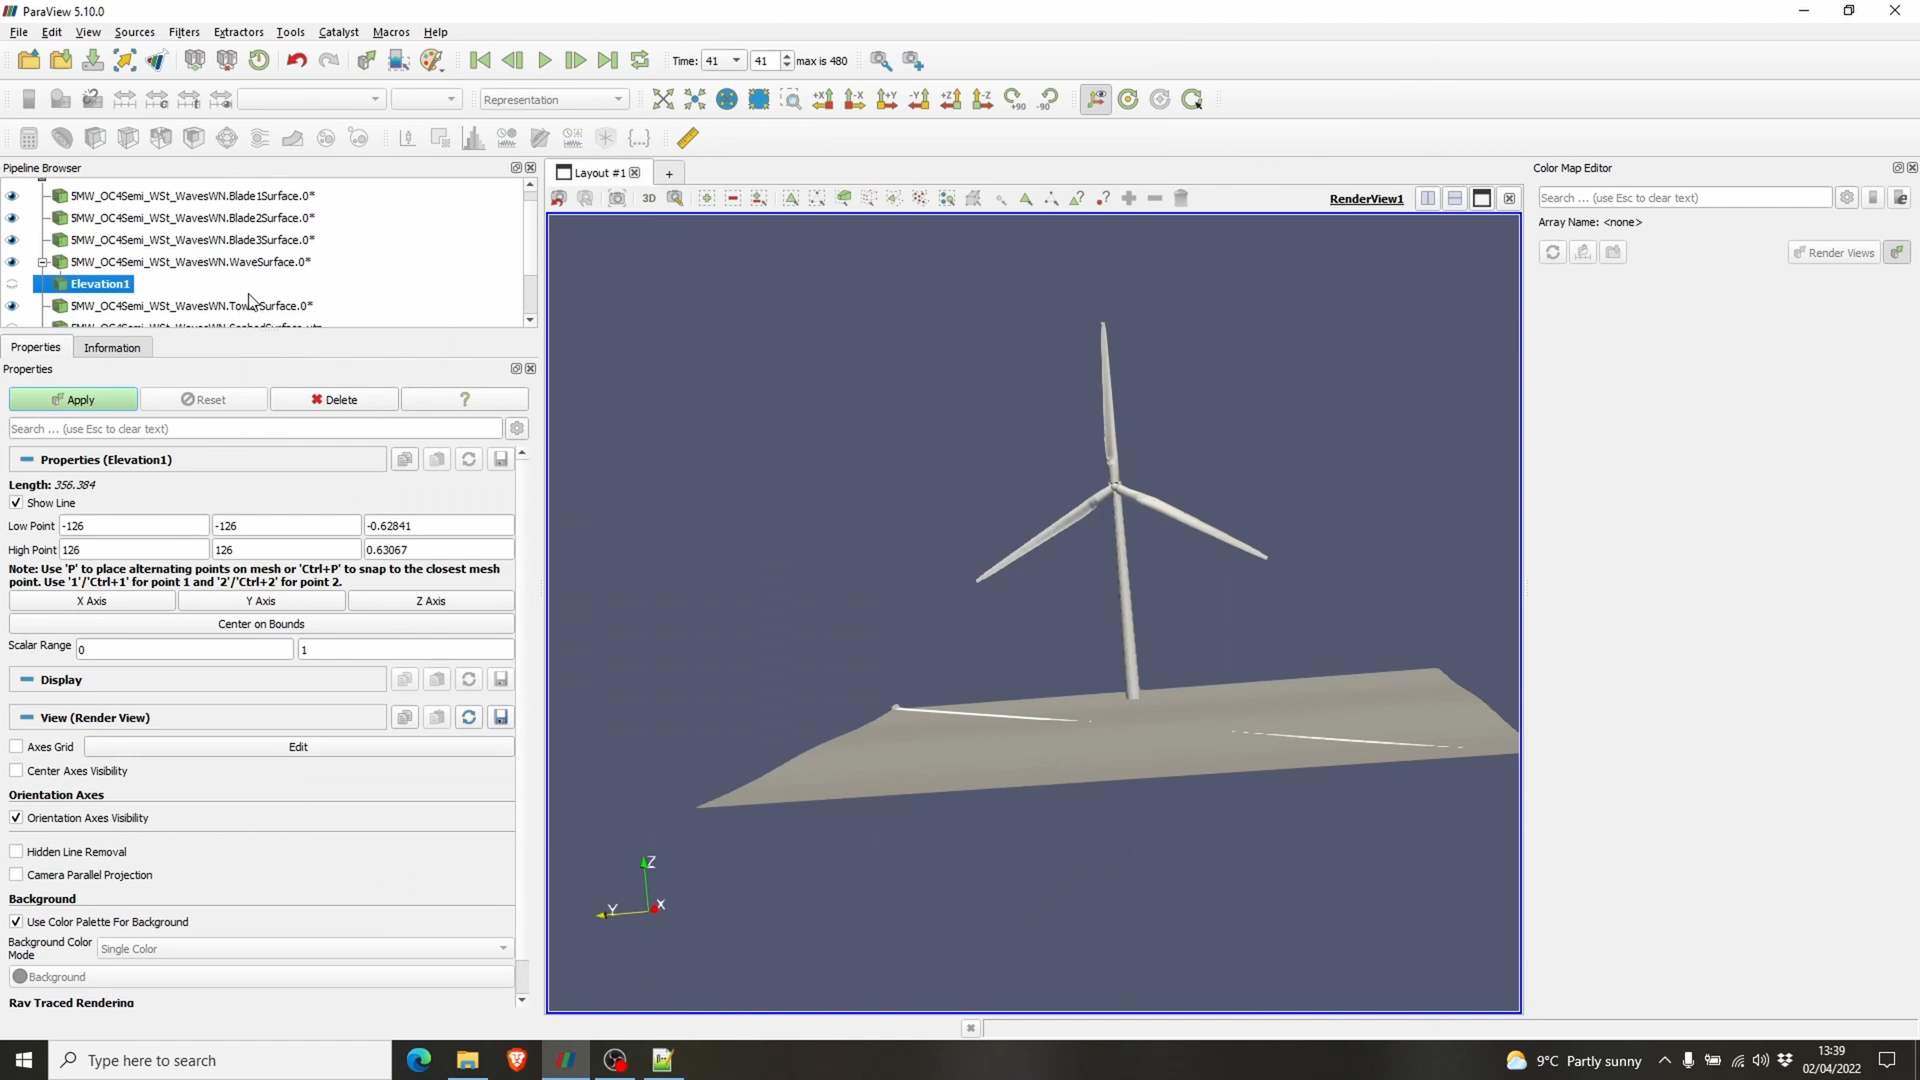 ParaView 5.10.0
File Edit View Sources Filters Extractors Tools Catalyst Macros Help
Time: 41 41 max is 480
Representation
+X -X +Y -Y +Z -Z +90 -90
Pipeline Browser
Layout #1
Color Map Editor
5MW_OC4Semi_WSt_WavesWN.Blade1Surface.0*
3D
RenderView1
Search ... (use Esc to clear text)
5MW_OC4Semi_WSt_WavesWN.Blade2Surface.0*
Array Name: <none>
5MW_OC4Semi_WSt_WavesWN.Blade3Surface.0*
Render Views
5MW_OC4Semi_WSt_WavesWN.WaveSurface.0*
Elevation1
5MW_OC4Semi_WSt_WavesWN.TowerSurface.0*
5MW_OC4Semi_WSt_WavesWN.SeabedSurface.vtp
Properties Information
Properties
Apply Reset Delete ?
Search ... (use Esc to clear text)
Properties (Elevation1)
Length: 356.384
Show Line
Low Point -126 -126 -0.62841
High Point 126 126 0.63067
Note: Use 'P' to place alternating points on mesh or 'Ctrl+P' to snap to the closest mesh
point. Use '1'/'Ctrl+1' for point 1 and '2'/'Ctrl+2' for point 2.
X Axis Y Axis Z Axis
Center on Bounds
Scalar Range 0 1
Display
View (Render View)
Axes Grid Edit
Center Axes Visibility
Orientation Axes
Orientation Axes Visibility
Hidden Line Removal
Camera Parallel Projection
Background
Use Color Palette For Background
Background Color
Mode
Single Color
Background
Ray Traced Rendering
Z
Y
X
Type here to search
9°C Partly sunny
13:39
02/04/2022